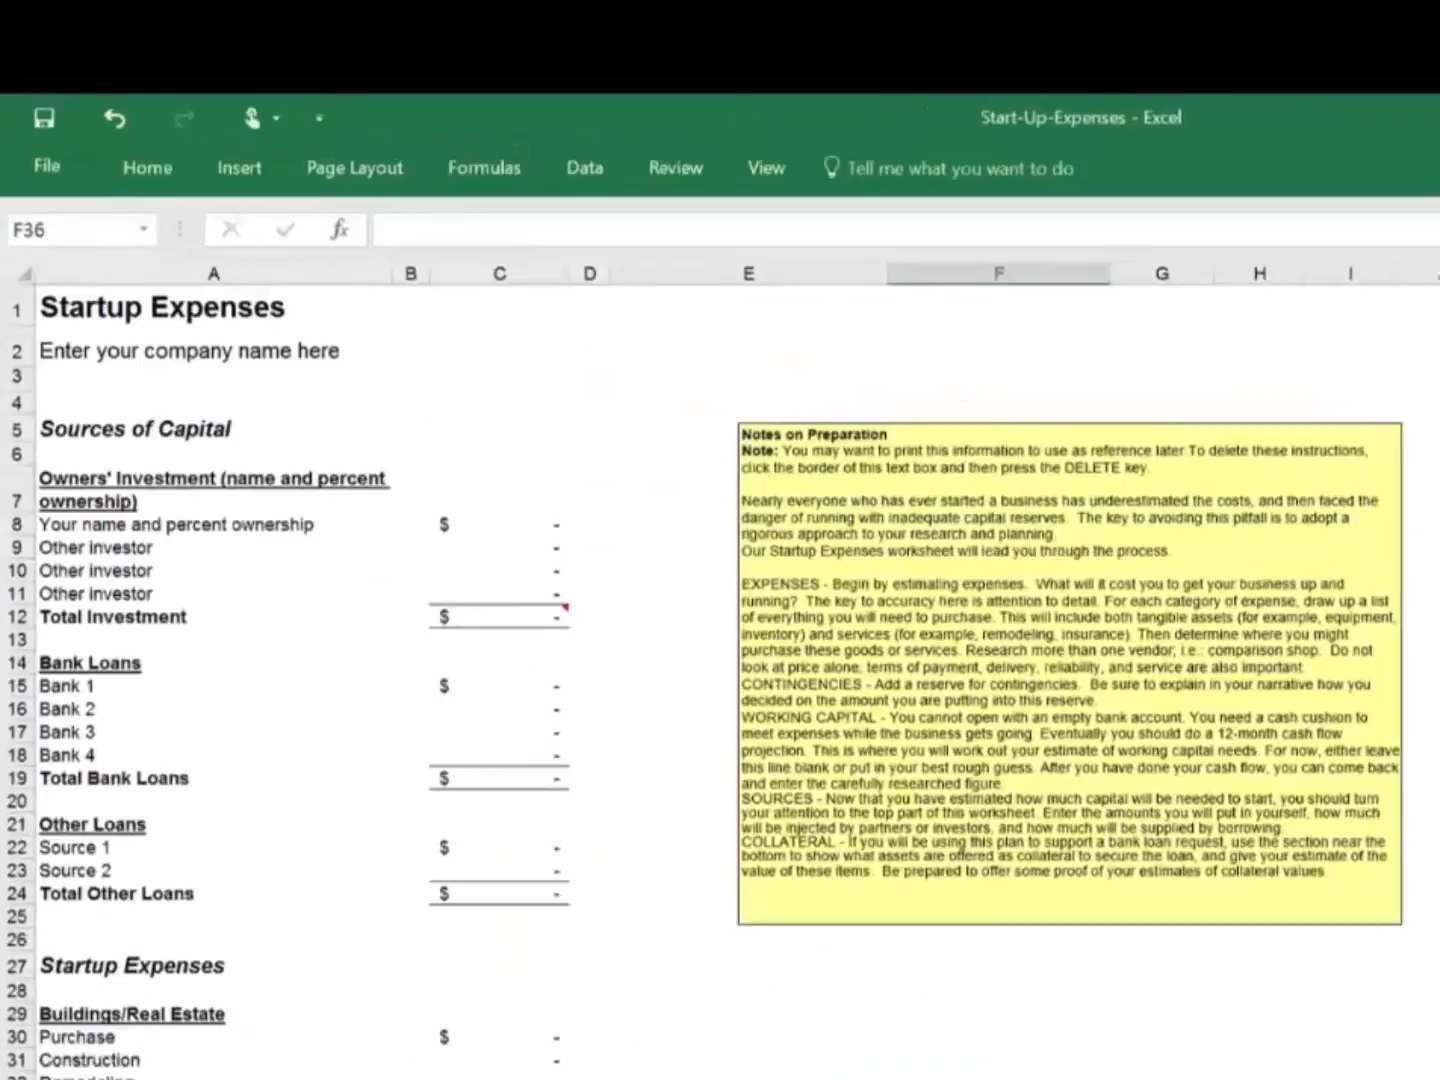 Start-Up-Expenses - Excel
File Home Insert Page Layout Formulas Data Review View Tell me what you want to do
F36 fx
A B C D E F G H I
1 Startup Expenses
2 Enter your company name here
3
4
5 Sources of Capital
6
Owners' Investment (name and percent
7 ownership)
8 Your name and percent ownership $ -
9 Other investor -
10 Other investor -
11 Other investor -
12 Total Investment $ -
13
14 Bank Loans
15 Bank 1 $ -
16 Bank 2 -
17 Bank 3 -
18 Bank 4 -
19 Total Bank Loans $ -
20
21 Other Loans
22 Source 1 $ -
23 Source 2 -
24 Total Other Loans $ -
25
26
27 Startup Expenses
28
29 Buildings/Real Estate
30 Purchase $ -
31 Construction -
Notes on Preparation
Note: You may want to print this information to use as reference later.To delete these instructions,
click the border of this text box and then press the DELETE key.
Nearly everyone who has ever started a business has underestimated the costs, and then faced the
danger of running with inadequate capital reserves. The key to avoiding this pitfall is to adopt a
rigorous approach to your research and planning.
Our Startup Expenses worksheet will lead you through the process.
EXPENSES - Begin by estimating expenses. What will it cost you to get your business up and
running? The key to accuracy here is attention to detail. For each category of expense, draw up a list
of everything you will need to purchase. This will include both tangible assets (for example, equipment,
inventory) and services (for example, remodeling, insurance). Then determine where you might
purchase these goods or services. Research more than one vendor, i.e.: comparison shop. Do not
look at price alone; terms of payment, delivery, reliability, and service are also important.
CONTINGENCIES - Add a reserve for contingencies. Be sure to explain in your narrative how you
decided on the amount you are putting into this reserve.
WORKING CAPITAL - You cannot open with an empty bank account. You need a cash cushion to
meet expenses while the business gets going. Eventually you should do a 12-month cash flow
projection. This is where you will work out your estimate of working capital needs. For now, either leave
this line blank or put in your best rough guess. After you have done your cash flow, you can come back
and enter the carefully researched figure.
SOURCES - Now that you have estimated how much capital will be needed to start, you should turn
your attention to the top part of this worksheet. Enter the amounts you will put in yourself, how much
will be injected by partners or investors, and how much will be supplied by borrowing.
COLLATERAL - If you will be using this plan to support a bank loan request, use the section near the
bottom to show what assets are offered as collateral to secure the loan, and give your estimate of the
value of these items. Be prepared to offer some proof of your estimates of collateral values.